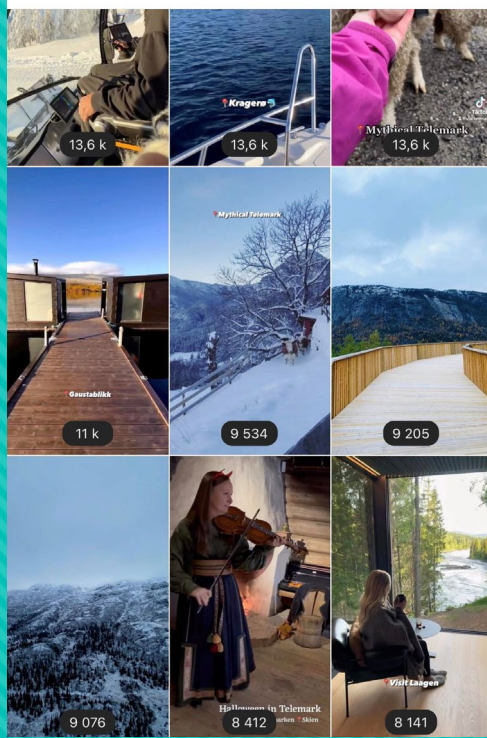 📍Kragerø🐬
📍Mythical Telemark
13,6 k
13,6 k
13,6 k
📍Mythical Telemark
📍Gaustablikk
11 k
9 534
9 205
📍Visit Laagen
Halloween in Telemark
arken 📍Skien
9 076
8 412
8 141